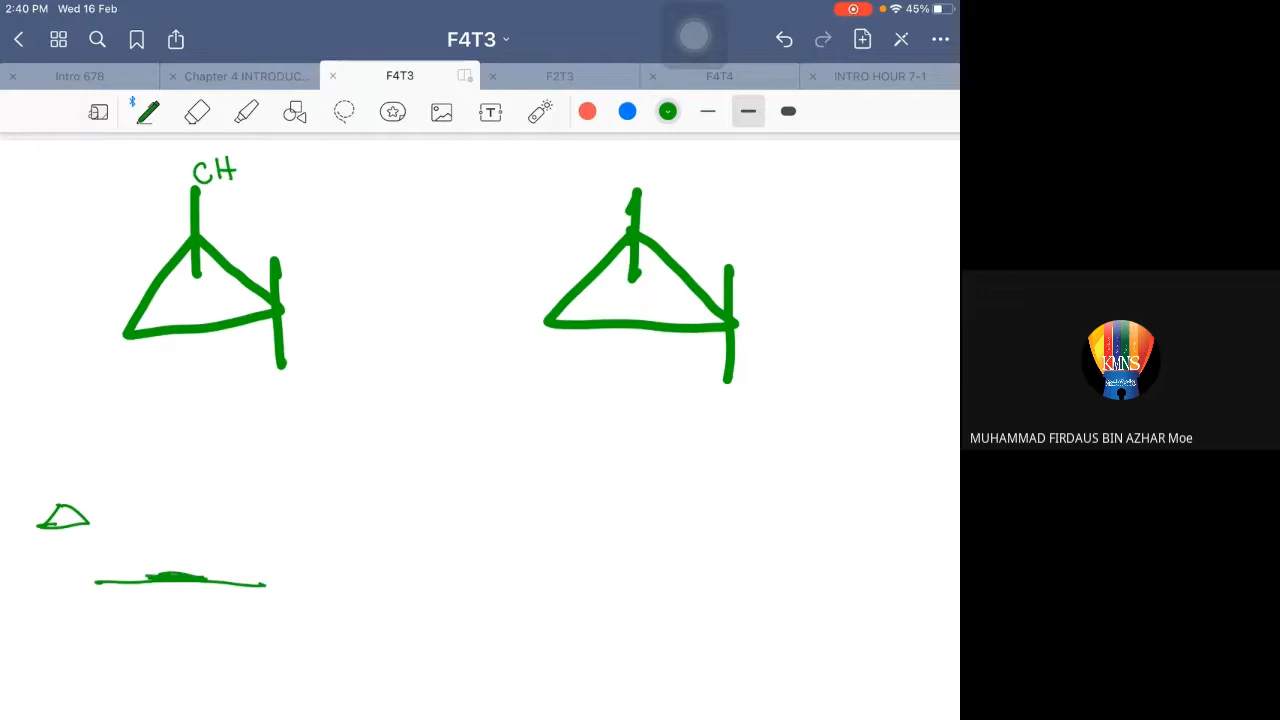 2:40 PM Wed 16 Feb
45%
F4T3
Intro 678
Chapter 4 INTRODUC...
F4T3
F2T3
F4T4
INTRO HOUR 7-1
T
CH
KMNS
MUHAMMAD FIRDAUS BIN AZHAR Moe